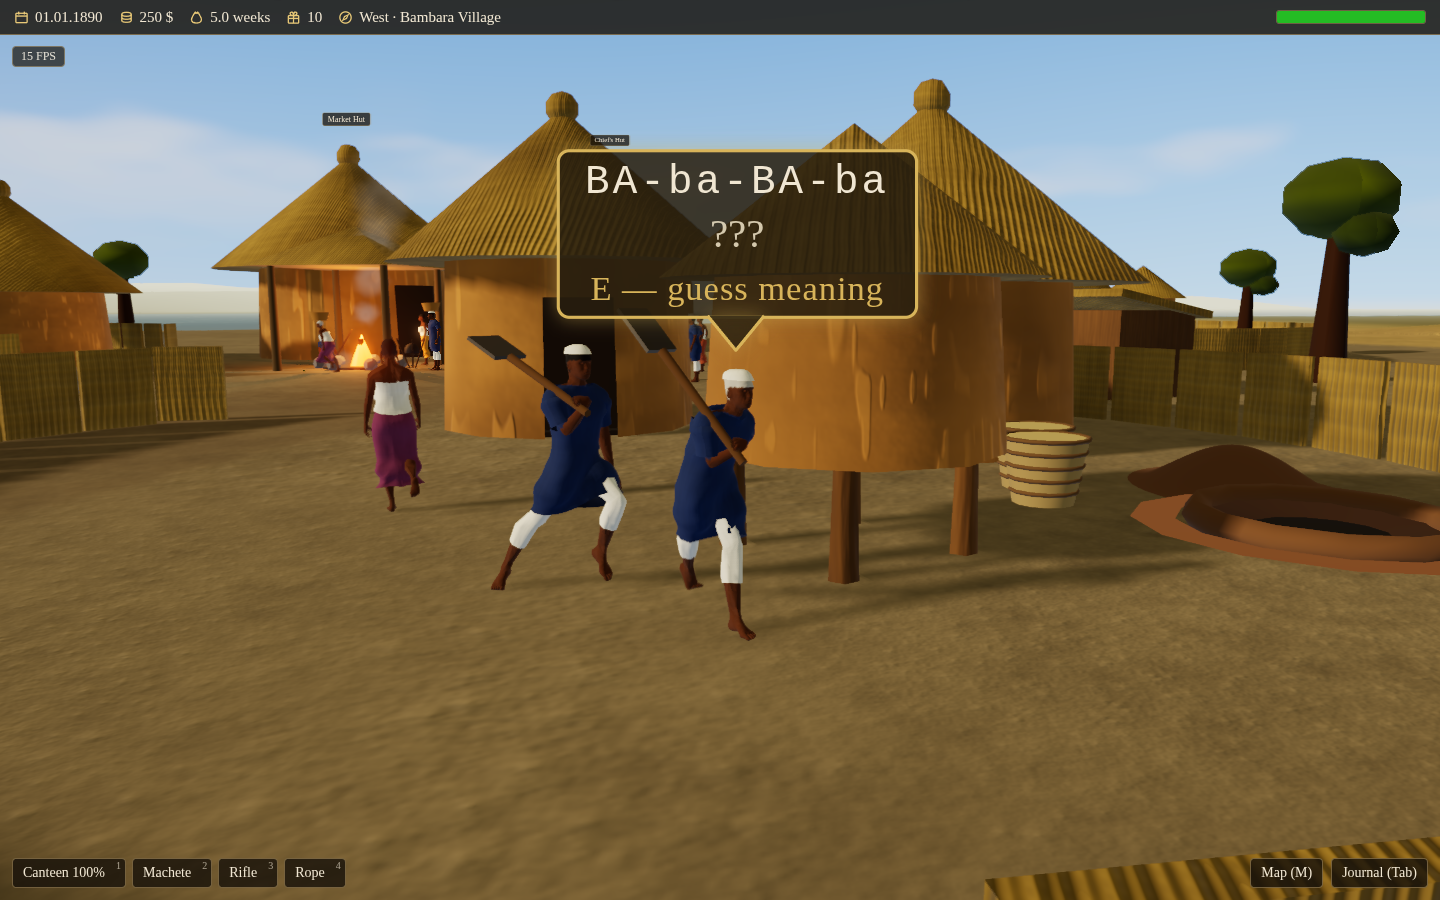 01.01.1890
250 $
5.0 weeks
10
West · Bambara Village
15 FPS
Market Hut
Chief's Hut
BA-ba-BA-ba
???
E — guess meaning
Canteen 100% 1
Machete 2
Rifle 3
Rope 4
Map (M)
Journal (Tab)